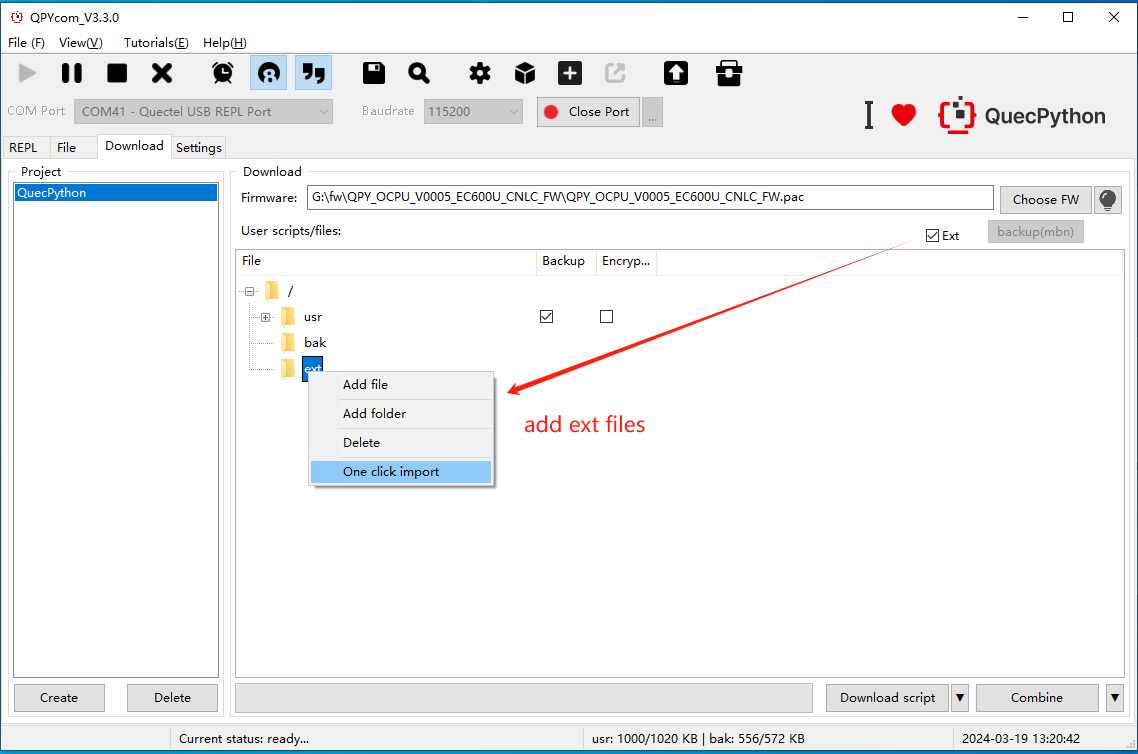 QPYcom_V3.3.0
File (F) View(V) Tutorials(E) Help(H)
COM Port COM41 - Quectel USB REPL Port Baudrate 115200 Close Port ... I QuecPython
REPL File Download Settings
Project Download
QuecPython Firmware: G:\fw\QPY_OCPU_V0005_EC600U_CNLC_FW\QPY_OCPU_V0005_EC600U_CNLC_FW.pac Choose FW
User scripts/files: Ext backup(mbn)
File Backup Encryp...
/
usr
bak
ext
Add file
Add folder
add ext files
Delete
One click import
Create Delete Download script Combine
Current status: ready... usr: 1000/1020 KB | bak: 556/572 KB 2024-03-19 13:20:42